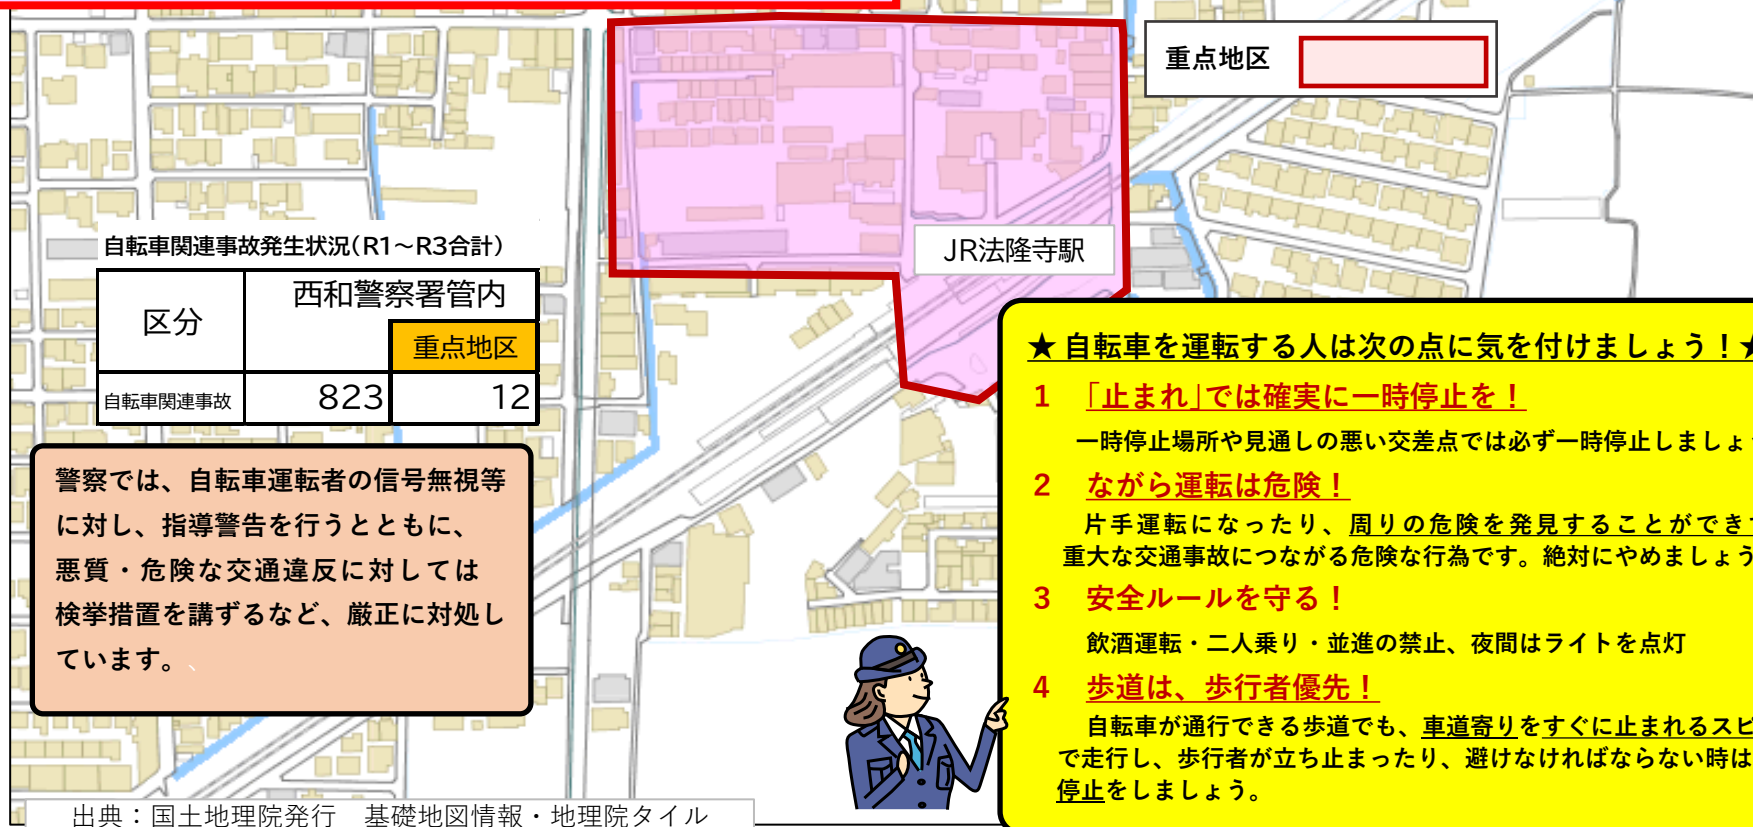 重点地区
JR法隆寺駅
自転車関連事故発生状況(R1～R3合計)
区分
西和警察署管内
重点地区
自転車関連事故 823 12
警察では、自転車運転者の信号無視等
に対し、指導警告を行うとともに、
悪質・危険な交通違反に対しては
検挙措置を講ずるなど、厳正に対処し
ています。、
★自転車を運転する人は次の点に気を付けましょう！★
1 「止まれ」では確実に一時停止を！
一時停止場所や見通しの悪い交差点では必ず一時停止しましょ
2 ながら運転は危険！
片手運転になったり、周りの危険を発見することができ
重大な交通事故につながる危険な行為です。絶対にやめましょう
3 安全ルールを守る！
飲酒運転・二人乗り・並進の禁止、夜間はライトを点灯
4 歩道は、歩行者優先！
自転車が通行できる歩道でも、車道寄りをすぐに止まれるスピ
で走行し、歩行者が立ち止まったり、避けなければならない時は
停止をしましょう。
出典：国土地理院発行 基礎地図情報・地理院タイル